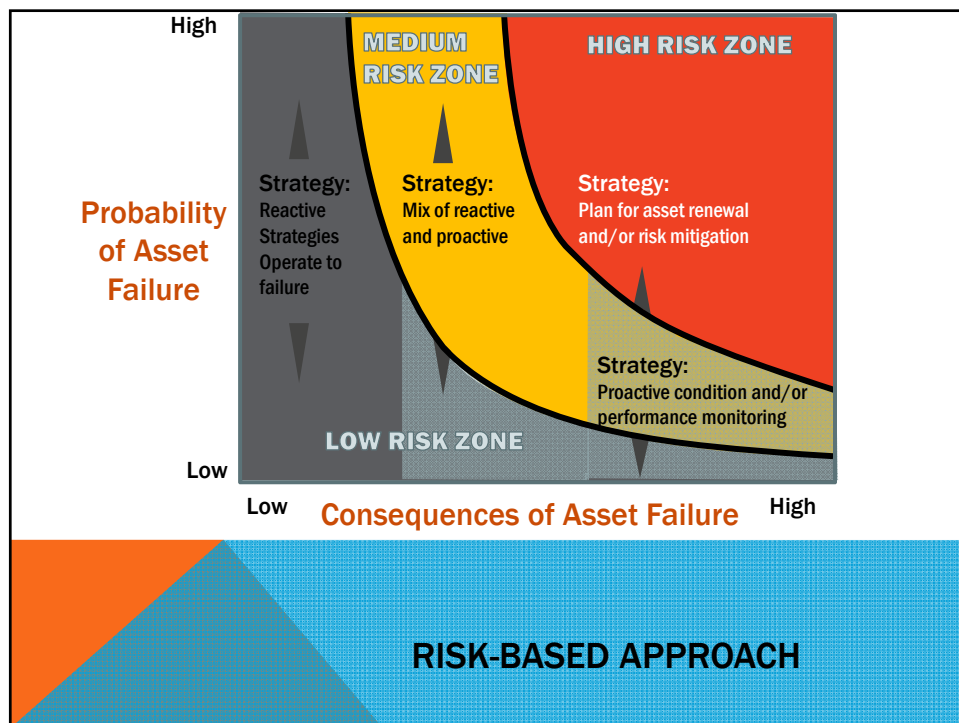 High
MEDIUM
RISK ZONE
HIGH RISK ZONE
Probability
of Asset
Failure
Strategy:
Reactive
Strategies
Operate to
failure
Strategy:
Mix of reactive
and proactive
Strategy:
Plan for asset renewal
and/or risk mitigation
Strategy:
Proactive condition and/or
performance monitoring
LOW RISK ZONE
Low
Low
Consequences of Asset Failure
High
RISK-BASED APPROACH